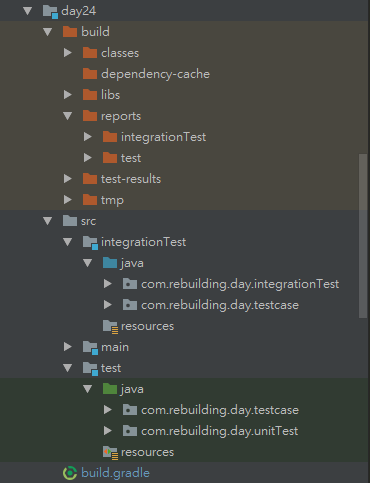 day24
build
classes
dependency-cache
libs
reports
integrationTest
test
test-results
tmp
src
integrationTest
java
com.rebuilding.day.integrationTest
com.rebuilding.day.testcase
resources
main
test
java
com.rebuilding.day.testcase
com.rebuilding.day.unitTest
resources
build.gradle